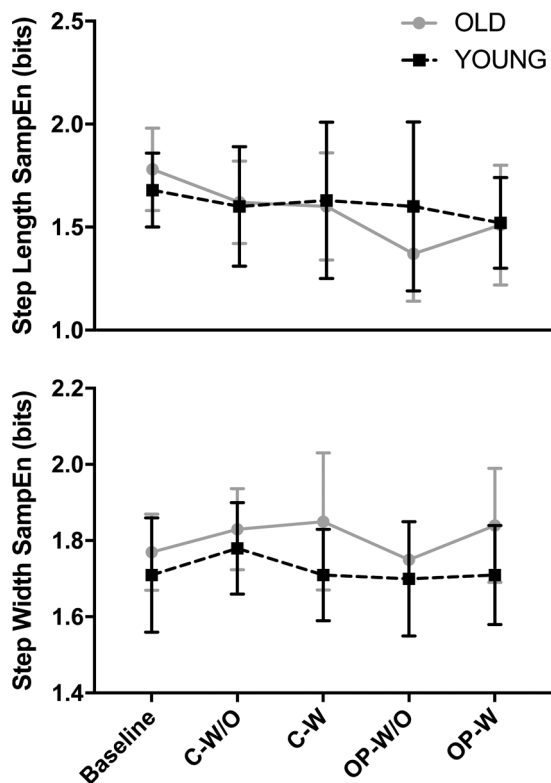 OLD
YOUNG
Step Length SampEn (bits)
2.5
2.0
1.5
1.0
Step Width SampEn (bits)
2.2
2.0
1.8
1.6
1.4
Baseline
C-W/O
C-W
OP-W/O
OP-W